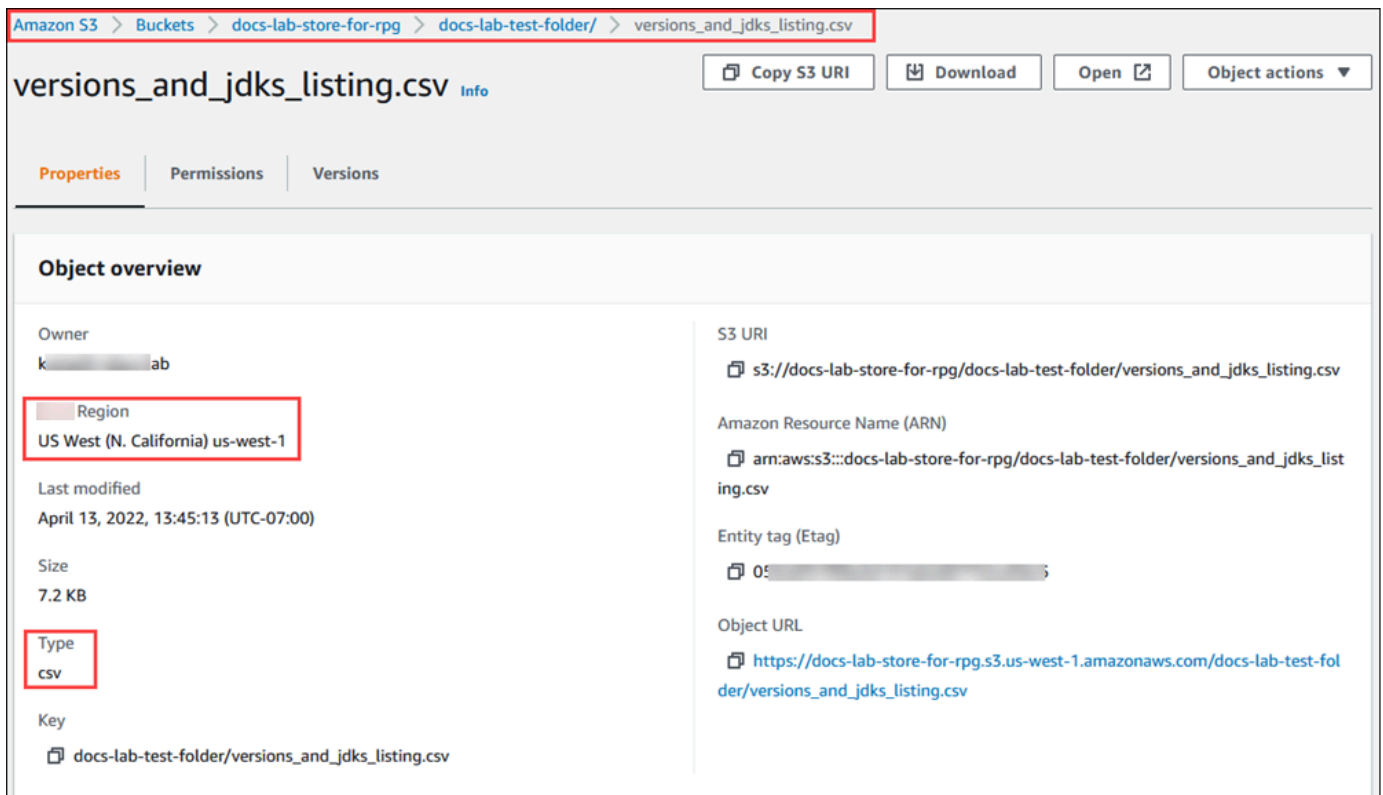 Amazon S3 > Buckets > docs-lab-store-for-rpg > docs-lab-test-folder/ > versions_and_jdks_listing.csv
versions_and_jdks_listing.csv Info
Copy S3 URI
Download
Open
Object actions
Properties
Permissions
Versions
Object overview
Owner
k ab
Region
US West (N. California) us-west-1
Last modified
April 13, 2022, 13:45:13 (UTC-07:00)
Size
7.2 KB
Type
csv
Key
docs-lab-test-folder/versions_and_jdks_listing.csv
S3 URI
s3://docs-lab-store-for-rpg/docs-lab-test-folder/versions_and_jdks_listing.csv
Amazon Resource Name (ARN)
arn:aws:s3:::docs-lab-store-for-rpg/docs-lab-test-folder/versions_and_jdks_list
ing.csv
Entity tag (Etag)
Object URL
https://docs-lab-store-for-rpg.s3.us-west-1.amazonaws.com/docs-lab-test-fol
der/versions_and_jdks_listing.csv